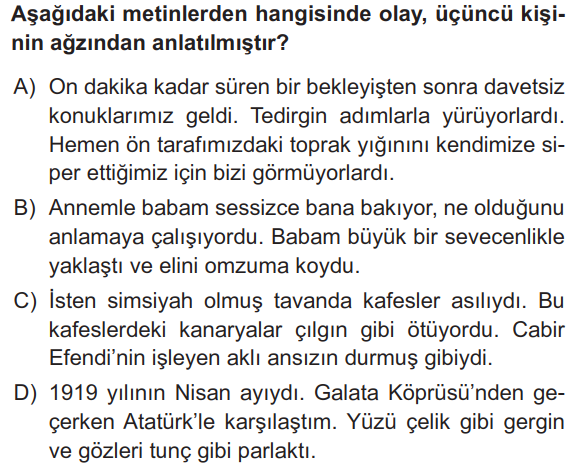 Aşağıdaki metinlerden hangisinde olay, üçüncü kişi-
nin ağzından anlatılmıştır?
A) On dakika kadar süren bir bekleyişten sonra davetsiz
konuklarımız geldi. Tedirgin adımlarla yürüyorlardı.
Hemen ön tarafımızdaki toprak yığınını kendimize si-
per ettiğimiz için bizi görmüyorlardı.
B) Annemle babam sessizce bana bakıyor, ne olduğunu
anlamaya çalışıyordu. Babam büyük bir sevecenlikle
yaklaştı ve elini omzuma koydu.
C) İsten simsiyah olmuş tavanda kafesler asılıydı. Bu
kafeslerdeki kanaryalar çılgın gibi ötüyordu. Cabir
Efendi’nin işleyen aklı ansızın durmuş gibiydi.
D) 1919 yılının Nisan ayıydı. Galata Köprüsü’nden ge-
çerken Atatürk’le karşılaştım. Yüzü çelik gibi gergin
ve gözleri tunç gibi parlaktı.